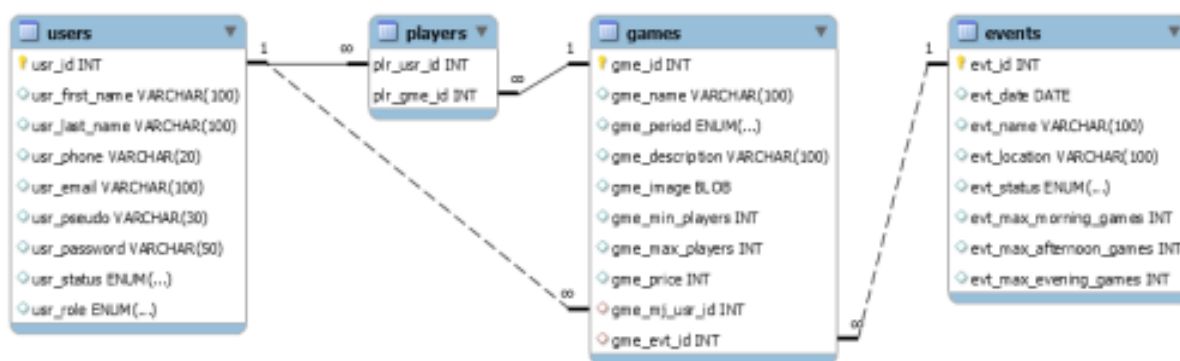 users
usr_id INT
usr_first_name VARCHAR(100)
usr_last_name VARCHAR(100)
usr_phone VARCHAR(20)
usr_email VARCHAR(100)
usr_pseudo VARCHAR(30)
usr_password VARCHAR(50)
usr_status ENUM(...)
usr_role ENUM(...)
1
∞
players
plr_usr_id INT
plr_gme_id INT
∞
1
∞
games
gme_id INT
gme_name VARCHAR(100)
gme_period ENUM(...)
gme_description VARCHAR(100)
gme_image BLOB
gme_min_players INT
gme_max_players INT
gme_price INT
gme_mj_usr_id INT
gme_evt_id INT
∞
1
events
evt_id INT
evt_date DATE
evt_name VARCHAR(100)
evt_location VARCHAR(100)
evt_status ENUM(...)
evt_max_morning_games INT
evt_max_afternoon_games INT
evt_max_evening_games INT